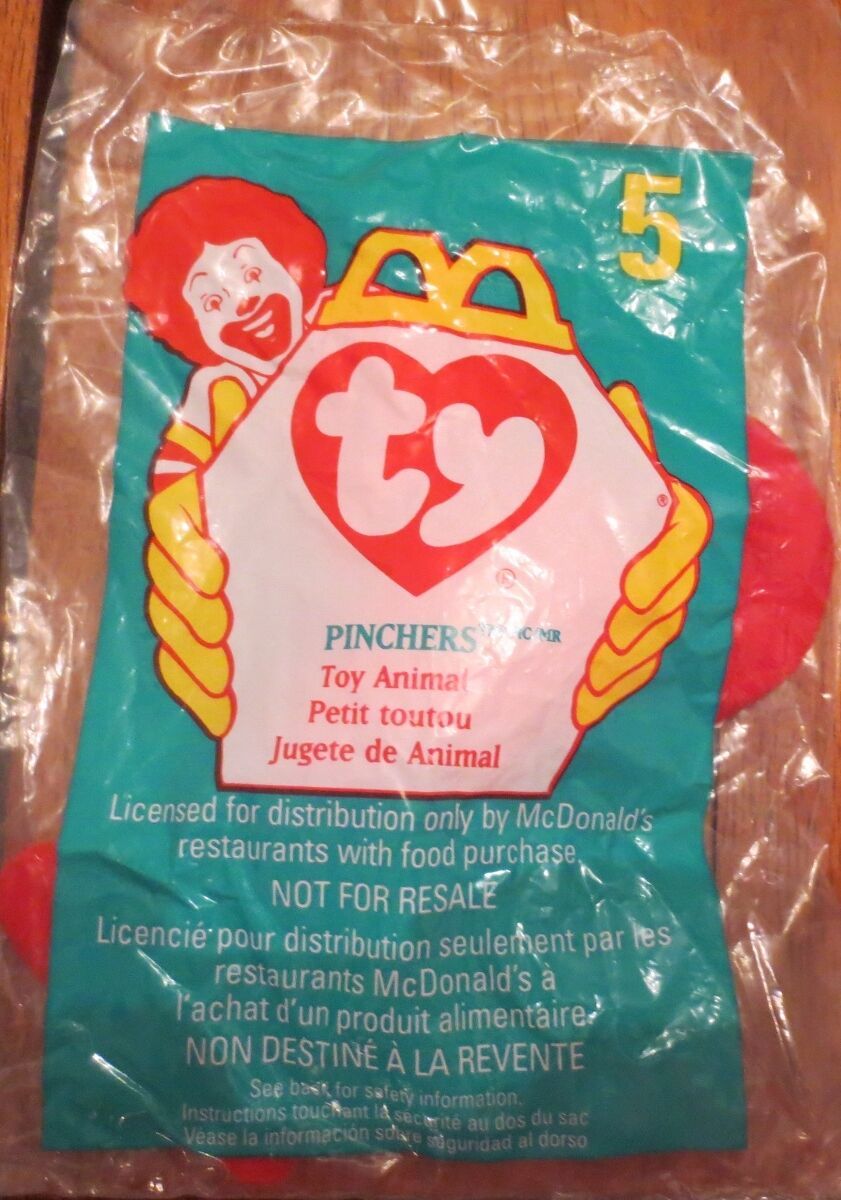 5
ty
®
®
PINCHERS
Toy Animal
Petit toutou
Jugete de Animal
Licensed for distribution only by McDonald's
restaurants with food purchase
NOT FOR RESALE
Licencié pour distribution seulement par les
restaurants McDonald's à
l'achat d'un produit alimentaire.
NON DESTINÉ À LA REVENTE
See back for safety information.
Instructions touchant la sécurité au dos du sac
Véase la información sobre seguridad al dorso